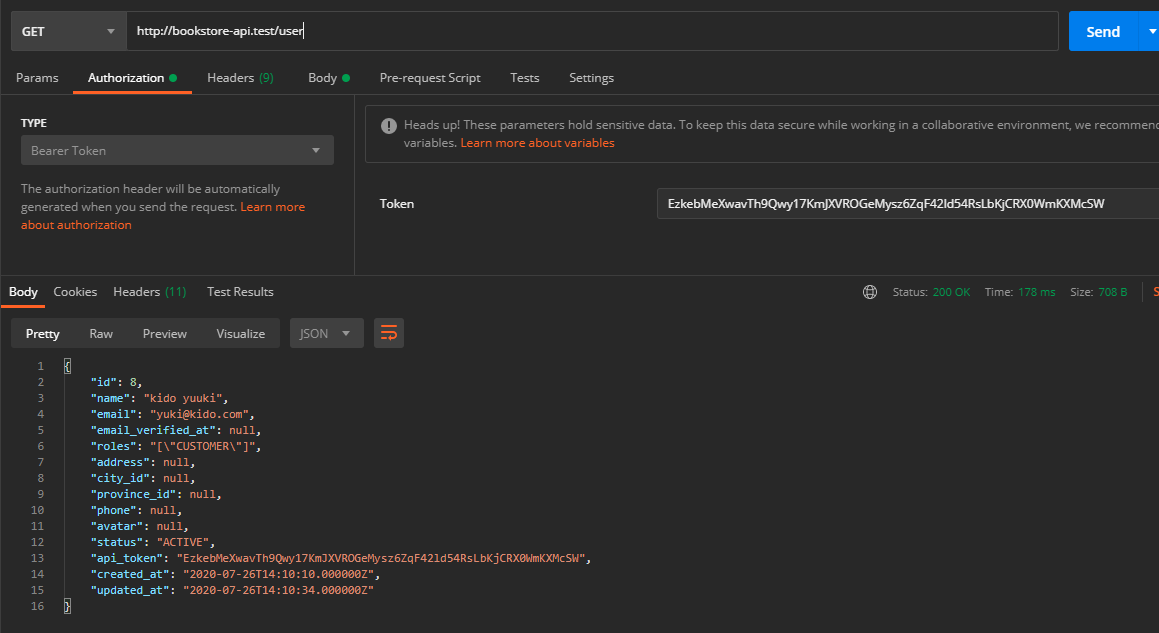 GET http://bookstore-api.test/user Send
Params Authorization Headers (9) Body Pre-request Script Tests Settings
TYPE
Bearer Token
The authorization header will be automatically
generated when you send the request. Learn more
about authorization
Heads up! These parameters hold sensitive data. To keep this data secure while working in a collaborative environment, we recommend
variables. Learn more about variables
Token EzkebMeXwavTh9Qwy17KmJXVROGeMysz6ZqF42ld54RsLbKjCRX0WmKXMcSW
Body Cookies Headers (11) Test Results Status: 200 OK Time: 178 ms Size: 708 B S
Pretty Raw Preview Visualize JSON
1 {
2 "id": 8,
3 "name": "kido yuuki",
4 "email": "yuki@kido.com",
5 "email_verified_at": null,
6 "roles": "[\"CUSTOMER\"]",
7 "address": null,
8 "city_id": null,
9 "province_id": null,
10 "phone": null,
11 "avatar": null,
12 "status": "ACTIVE",
13 "api_token": "EzkebMeXwavTh9Qwy17KmJXVROGeMysz6ZqF42ld54RsLbKjCRX0WmKXMcSW",
14 "created_at": "2020-07-26T14:10:10.000000Z",
15 "updated_at": "2020-07-26T14:10:34.000000Z"
16 }